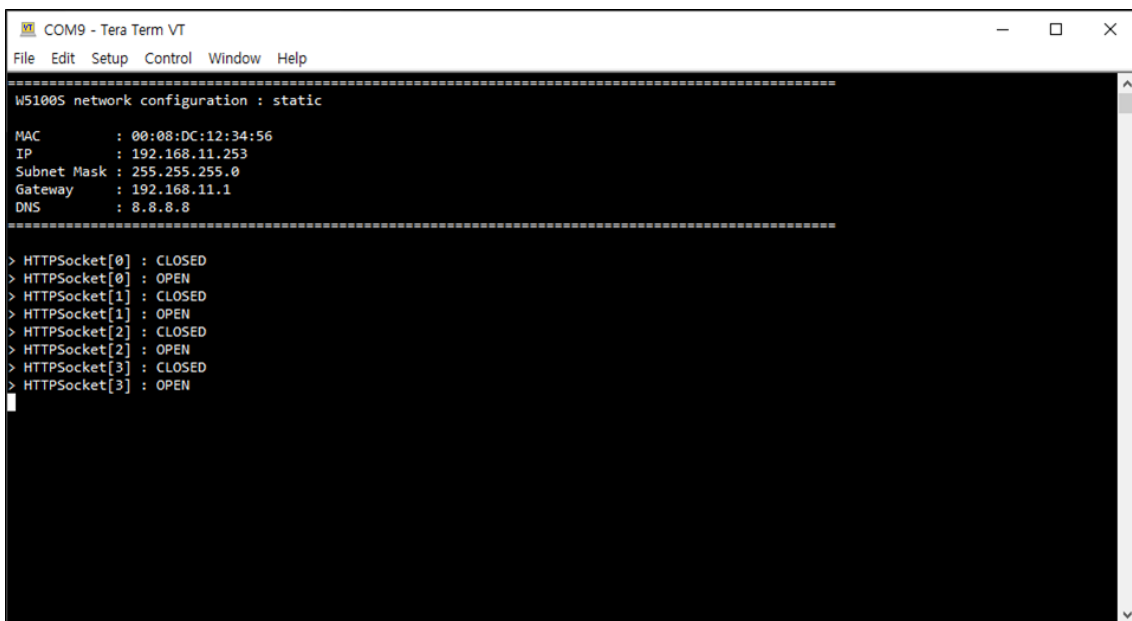 COM9 - Tera Term VT
File Edit Setup Control Window Help
====================================================================================================
W5100S network configuration : static
MAC : 00:08:DC:12:34:56
IP : 192.168.11.253
Subnet Mask : 255.255.255.0
Gateway : 192.168.11.1
DNS : 8.8.8.8
====================================================================================================
> HTTPSocket[0] : CLOSED
> HTTPSocket[0] : OPEN
> HTTPSocket[1] : CLOSED
> HTTPSocket[1] : OPEN
> HTTPSocket[2] : CLOSED
> HTTPSocket[2] : OPEN
> HTTPSocket[3] : CLOSED
> HTTPSocket[3] : OPEN